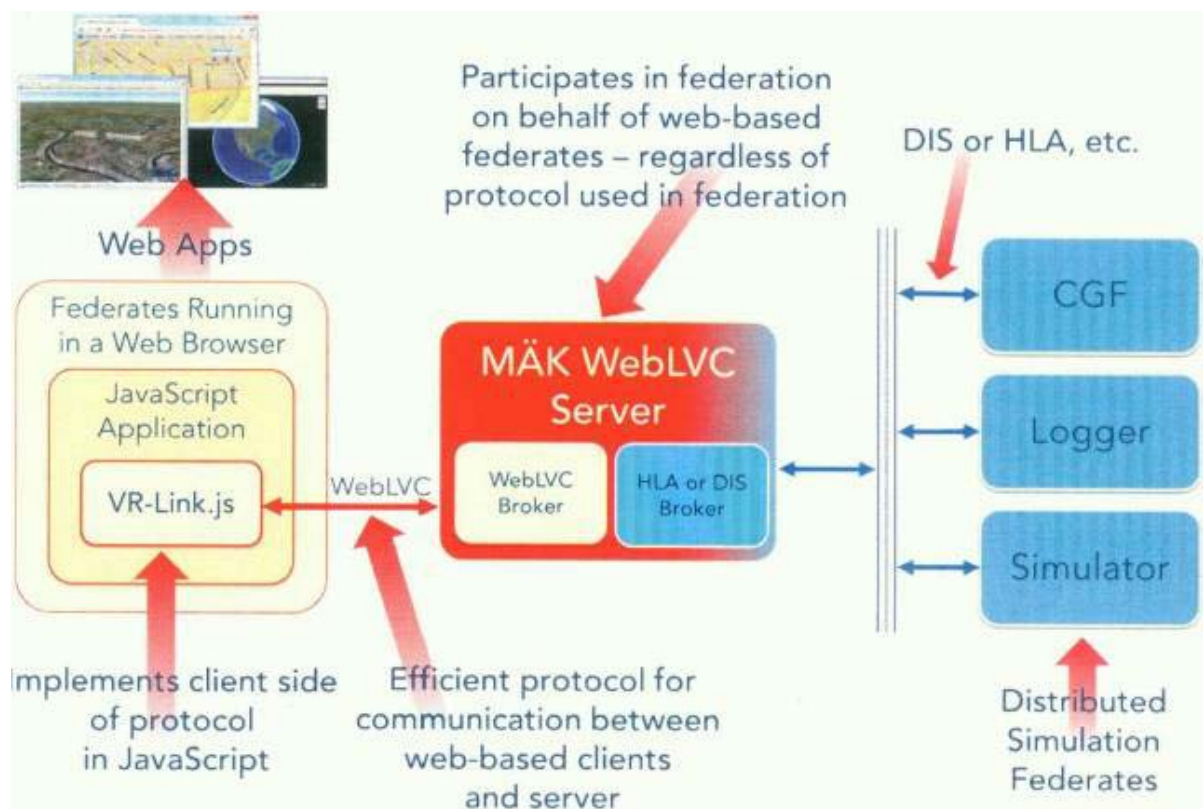 Participates in federation
on behalf of web-based
federates – regardless of
protocol used in federation
DIS or HLA, etc.
Web Apps
Federates Running
in a Web Browser
JavaScript
Application
VR-Link.js
WebLVC
MÄK WebLVC
Server
WebLVC
Broker
HLA or DIS
Broker
CGF
Logger
Simulator
Implements client side
of protocol
in JavaScript
Efficient protocol for
communication between
web-based clients
and server
Distributed
Simulation
Federates